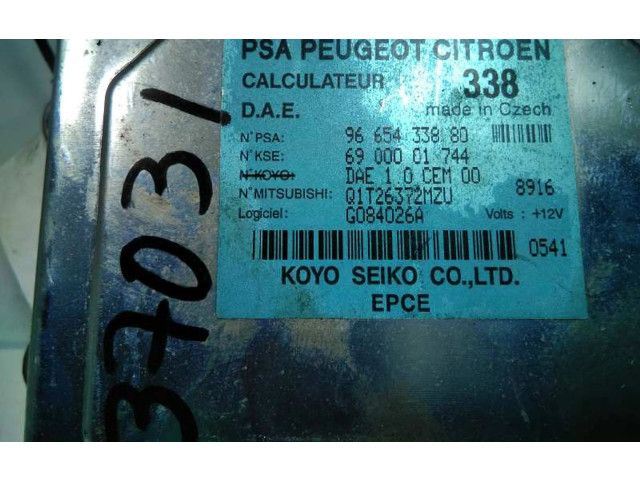 PSA PEUGEOT CITROEN
CALCULATEUR 338
D.A.E. made in Czech
N°PSA: 96 654 338 80
N°KSE: 69 000 01 744
N°KOYO: DAE 1 0 CEM 00
N°MITSUBISHI: Q1T26372MZU 8916
Logiciel: G084026A Volts : +12V
0541
KOYO SEIKO CO.,LTD.
EPCE
37031